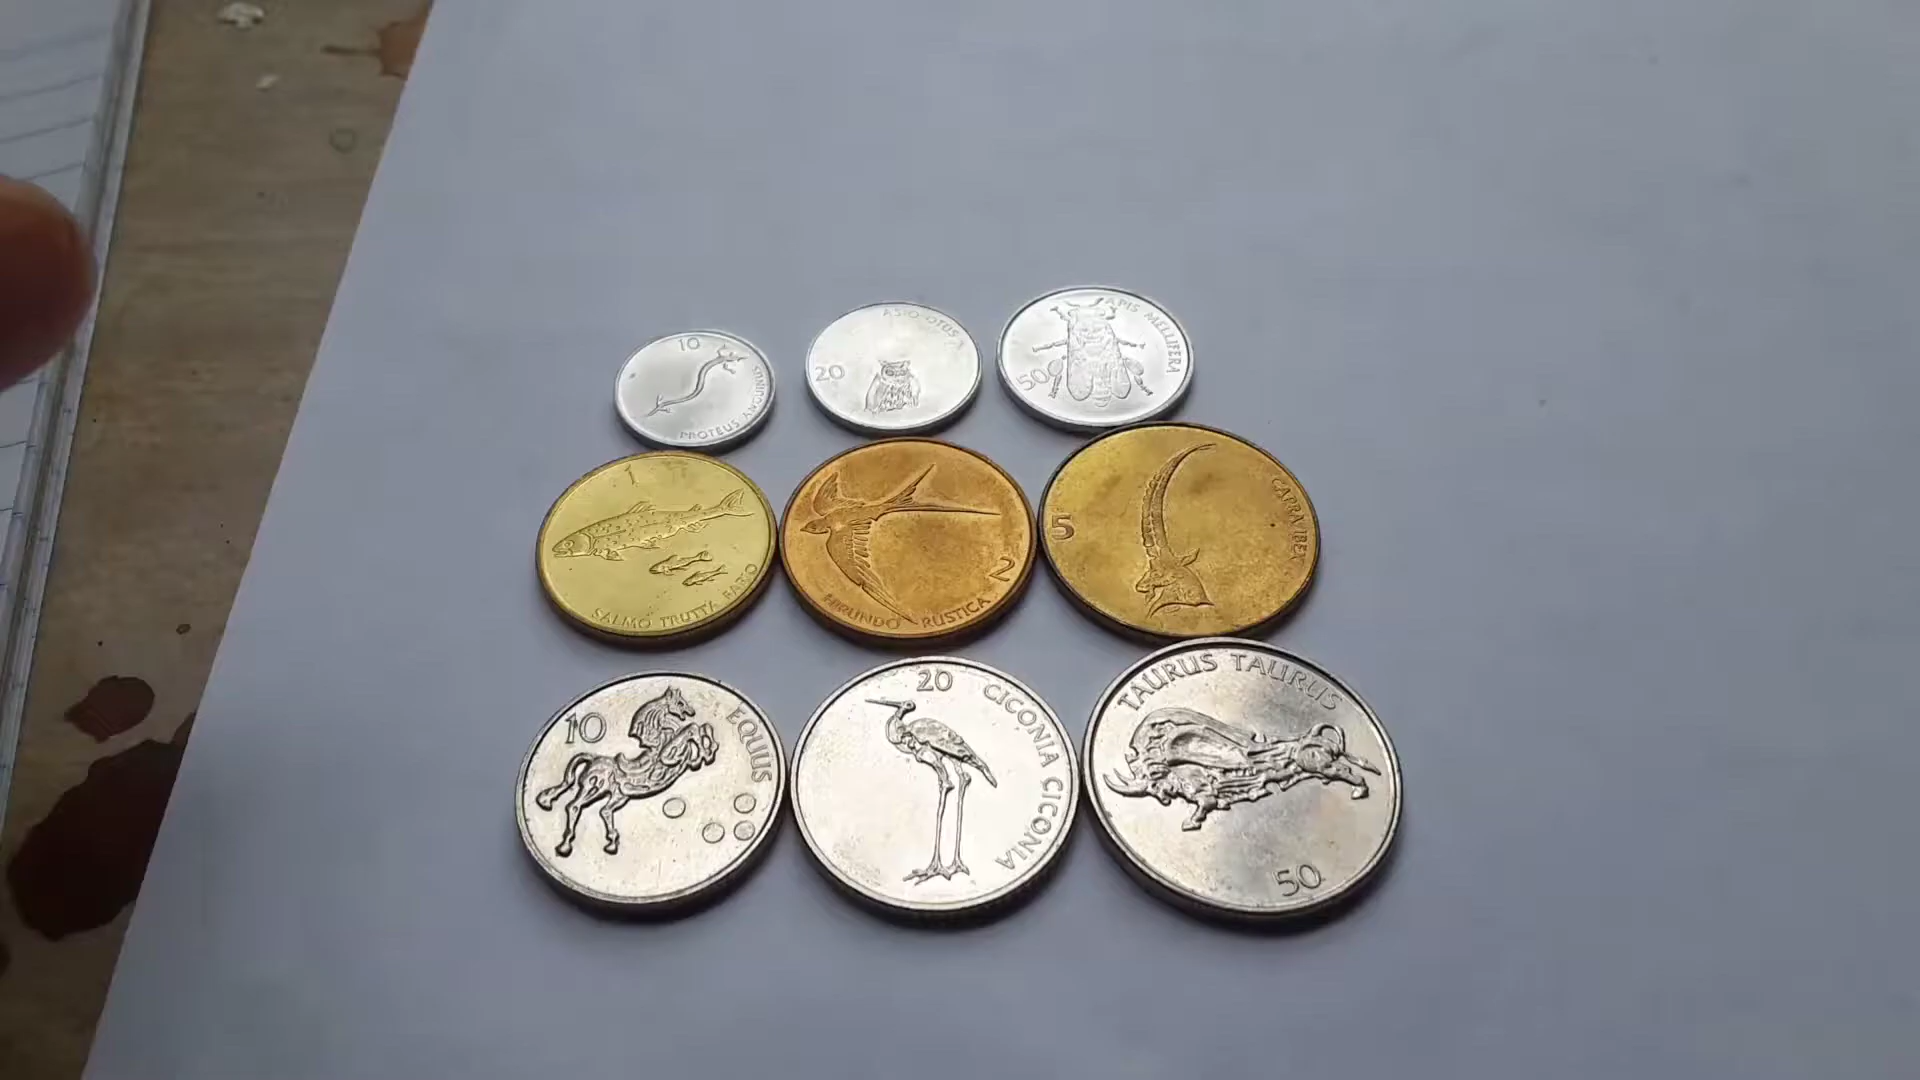 10
PROTEUS ANGUINUS
20
ASIO OTUS
50
APIS MELLIFERA
1
SALMO TRUTTA FARIO
2
HIRUNDO RUSTICA
5
CAPRA IBEX
10
EQUUS
20
CICONIA CICONIA
TAURUS TAURUS
50